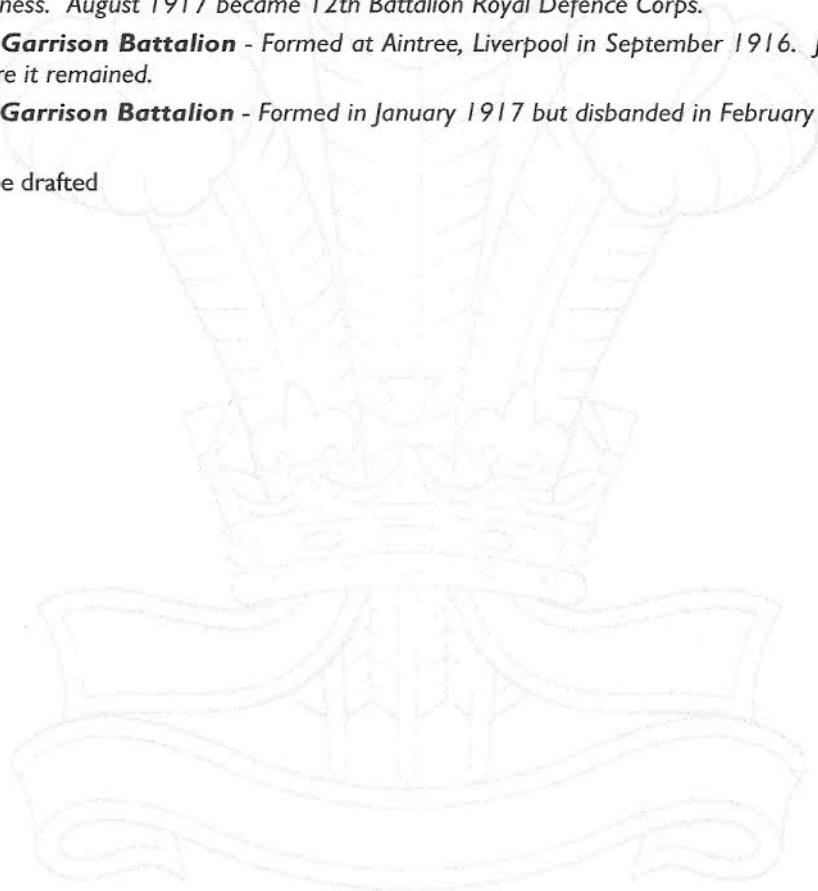 ness. August 1917 became 12th Battalion Royal Defence Corps.
Garrison Battalion - Formed at Aintree, Liverpool in September 1916. J
re it remained.
Garrison Battalion - Formed in January 1917 but disbanded in February
e drafted